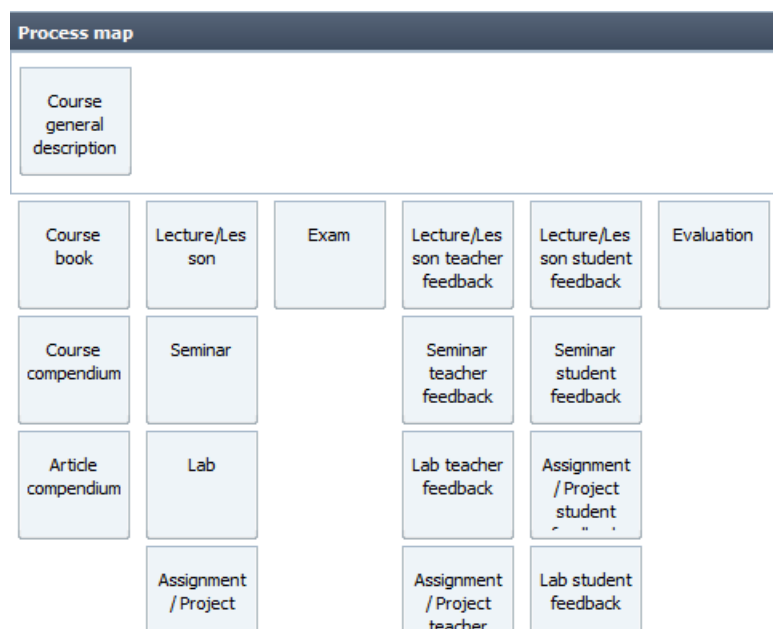 Process map
Course
general
description
Course
book
Lecture/Les
son
Exam
Lecture/Les
son teacher
feedback
Lecture/Les
son student
feedback
Evaluation
Course
compendium
Seminar
Seminar
teacher
feedback
Seminar
student
feedback
Article
compendium
Lab
Lab teacher
feedback
Assignment
/ Project
student
Assignment
/ Project
Assignment
/ Project
teacher
Lab student
feedback